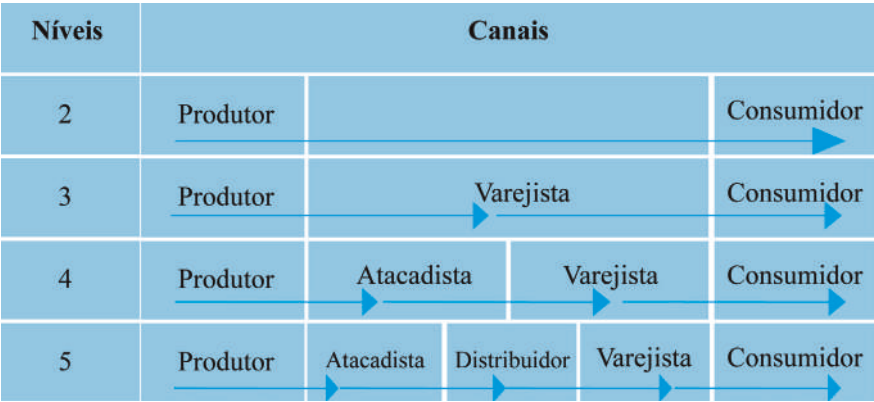 Níveis Canais
2 Produtor Consumidor
3 Produtor Varejista Consumidor
4 Produtor Atacadista Varejista Consumidor
5 Produtor Atacadista Distribuidor Varejista Consumidor